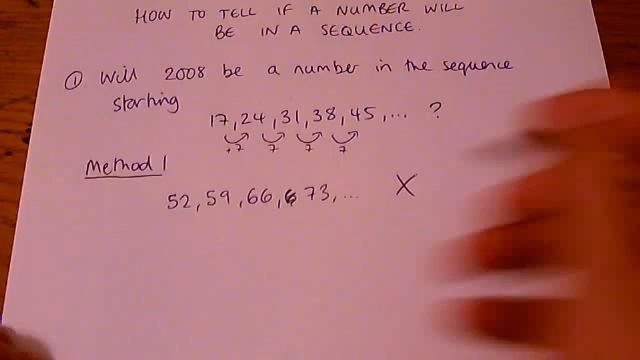 HOW TO TELL IF A NUMBER WILL
BE IN A SEQUENCE.
① Will 2008 be a number in the sequence
starting
17, 24, 31, 38, 45, ... ?
+7 7 7 7
Method 1
52, 59, 66, 73, ... X